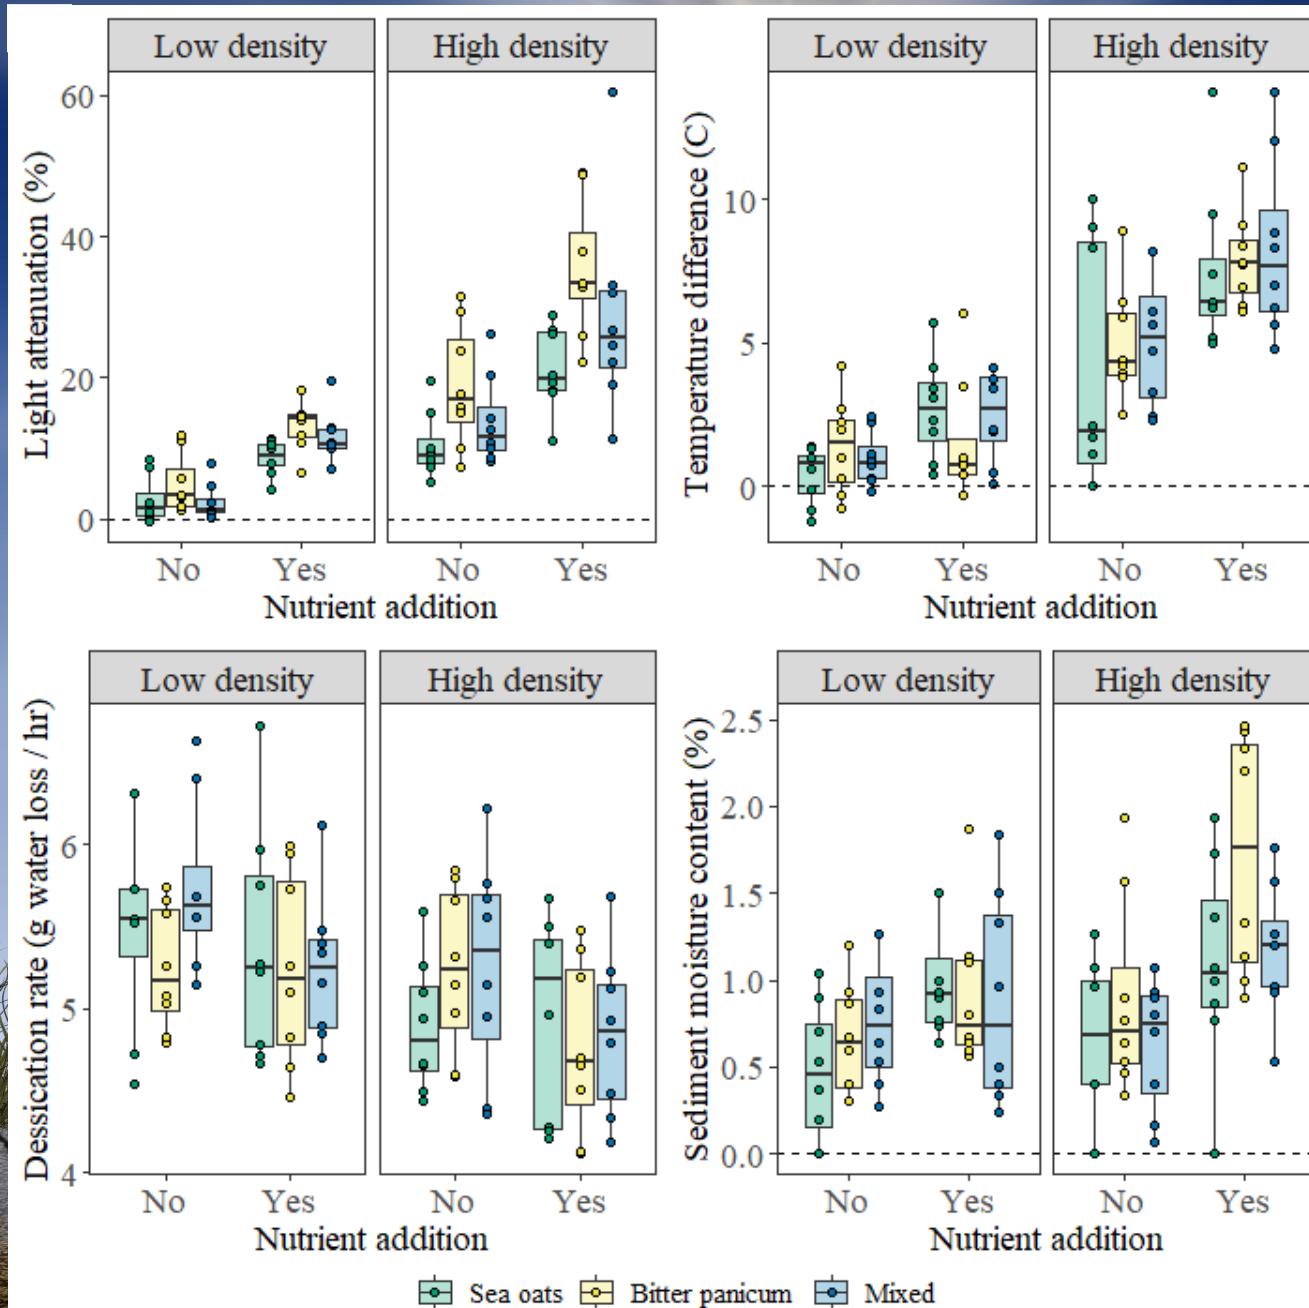 Low density
High density
Light attenuation (%)
60
40
20
0
No
Yes
No
Yes
Nutrient addition
Low density
High density
Temperature difference (C)
10
5
0
No
Yes
No
Yes
Nutrient addition
Low density
High density
Dessication rate (g water loss / hr)
6
5
4
No
Yes
No
Yes
Nutrient addition
Low density
High density
Sediment moisture content (%)
2.5
2.0
1.5
1.0
0.5
0.0
No
Yes
No
Yes
Nutrient addition
Sea oats
Bitter panicum
Mixed